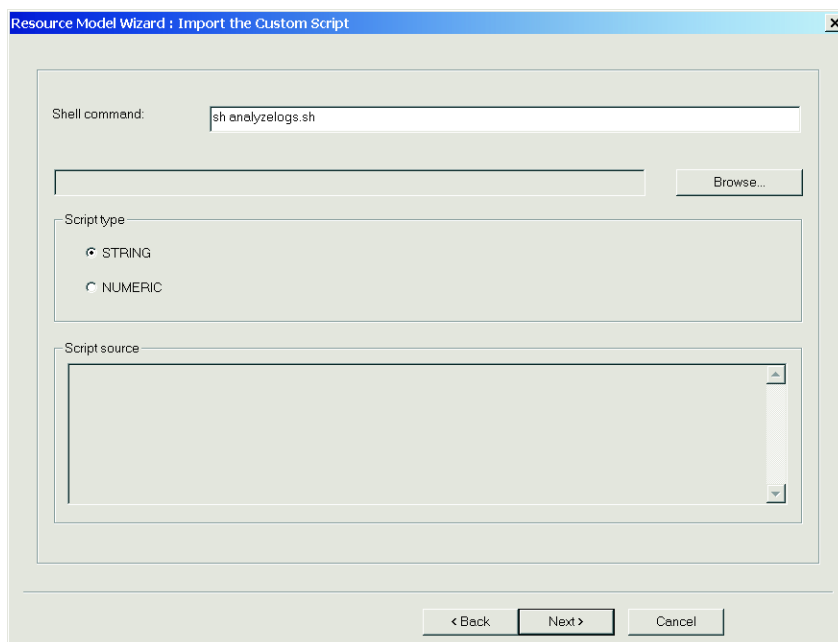 Resource Model Wizard : Import the Custom Script
Shell command:
sh analyzelogs.sh
Browse...
Script type
STRING
NUMERIC
Script source
< Back
Next >
Cancel